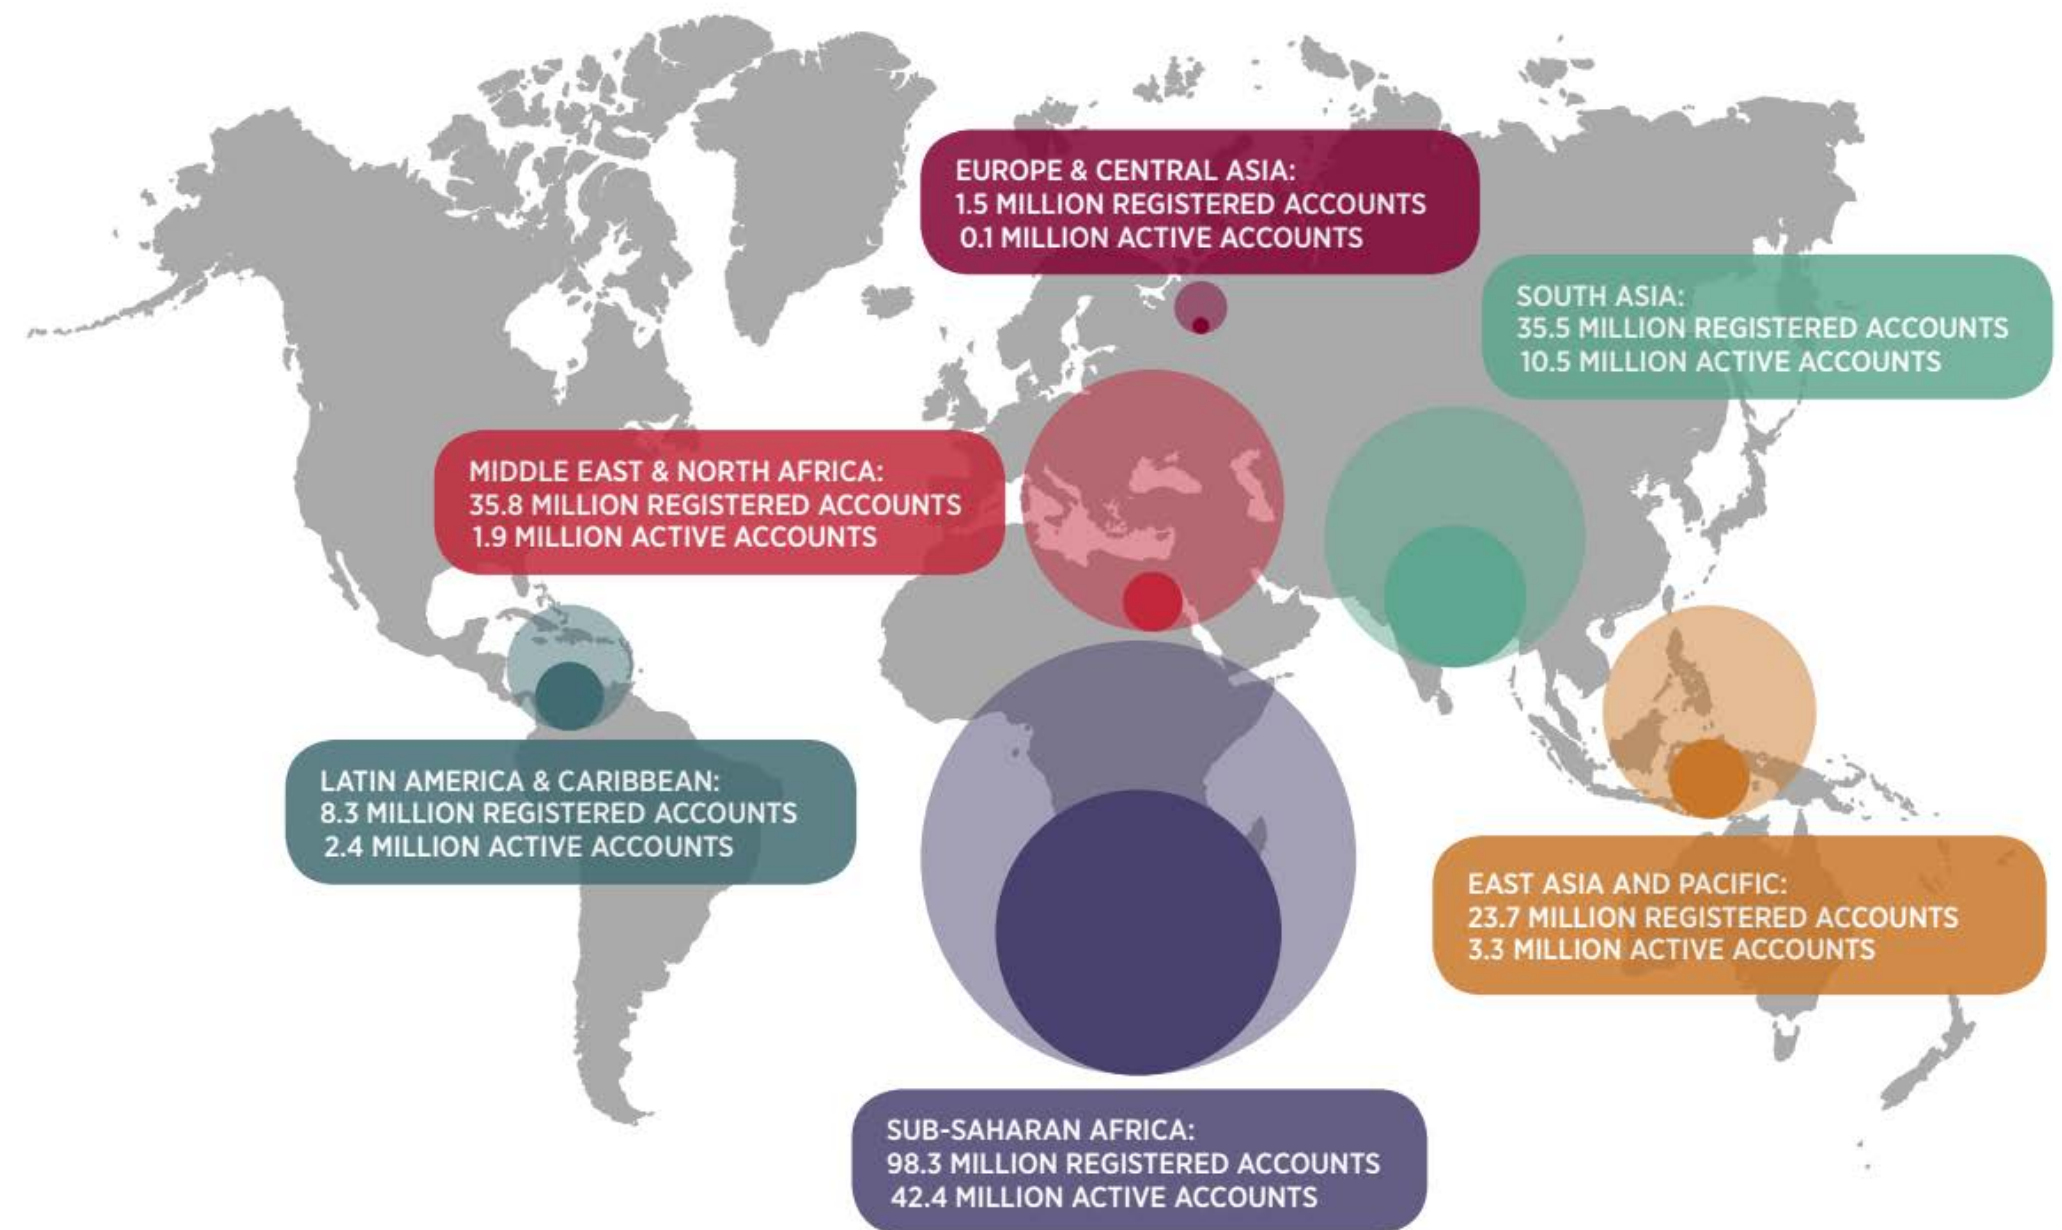 EUROPE & CENTRAL ASIA:
1.5 MILLION REGISTERED ACCOUNTS
0.1 MILLION ACTIVE ACCOUNTS
SOUTH ASIA:
35.5 MILLION REGISTERED ACCOUNTS
10.5 MILLION ACTIVE ACCOUNTS
MIDDLE EAST & NORTH AFRICA:
35.8 MILLION REGISTERED ACCOUNTS
1.9 MILLION ACTIVE ACCOUNTS
LATIN AMERICA & CARIBBEAN:
8.3 MILLION REGISTERED ACCOUNTS
2.4 MILLION ACTIVE ACCOUNTS
EAST ASIA AND PACIFIC:
23.7 MILLION REGISTERED ACCOUNTS
3.3 MILLION ACTIVE ACCOUNTS
SUB-SAHARAN AFRICA:
98.3 MILLION REGISTERED ACCOUNTS
42.4 MILLION ACTIVE ACCOUNTS